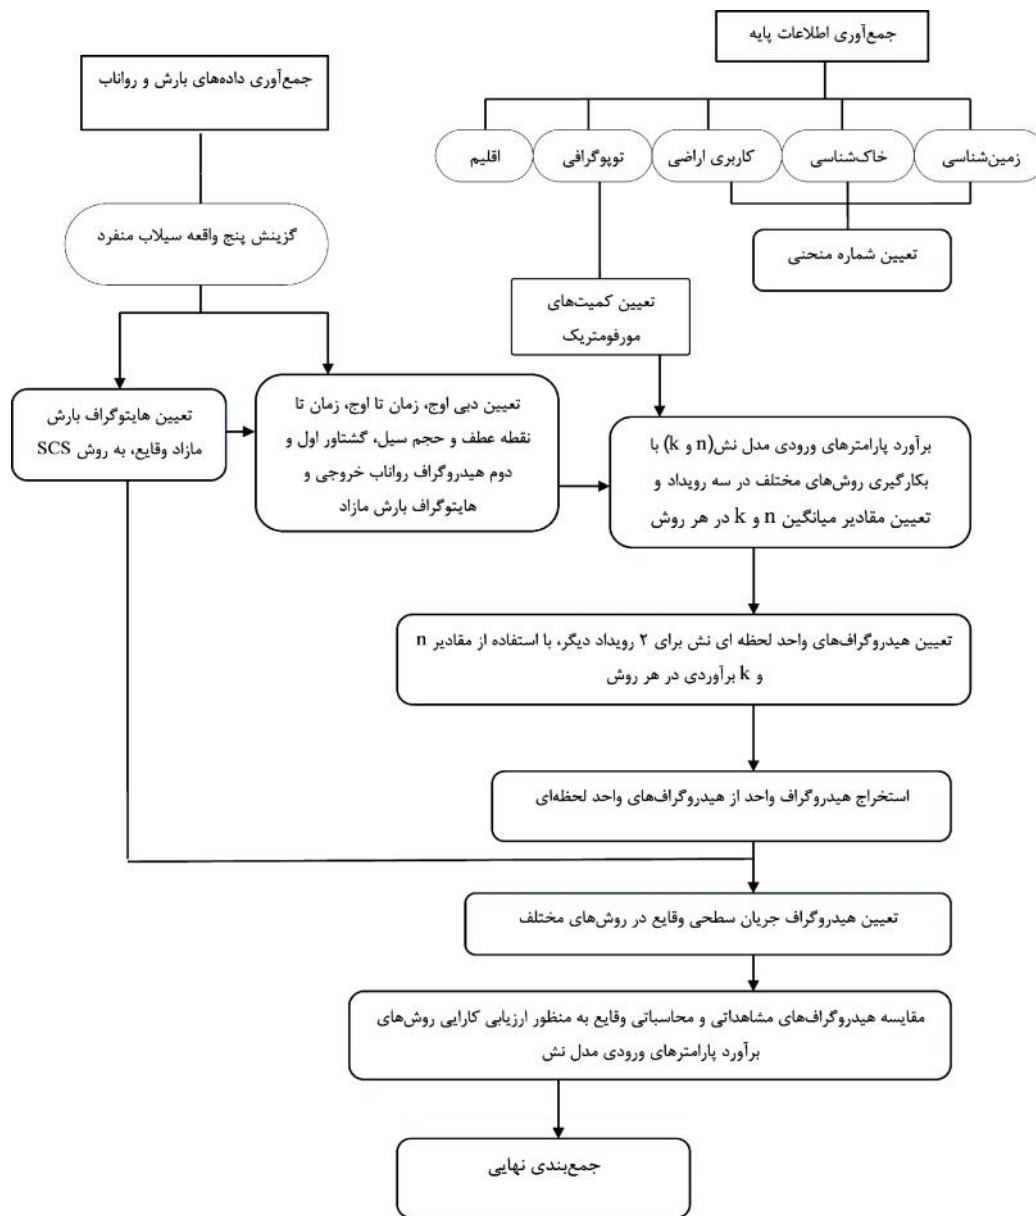 جمع‌آوری اطلاعات پایه
جمع‌آوری داده‌های بارش و رواناب
زمین‌شناسی
خاک‌شناسی
کاربری اراضی
توپوگرافی
اقلیم
گزینش پنج واقعه سیلاب منفرد
تعیین شماره منحنی
تعیین کمیت‌های
مورفومتریک
تعیین هایتوگراف بارش
مازاد وقایع، به روش SCS
تعیین دبی اوج، زمان تا اوج، زمان تا
نقطه عطف و حجم سیل، گشتاور اول و
دوم هیدروگراف رواناب خروجی و
هایتوگراف بارش مازاد
برآورد پارامترهای ورودی مدل نش(n و k) با
بکارگیری روش‌های مختلف در سه رویداد و
تعیین مقادیر میانگین n و k در هر روش
تعیین هیدروگراف‌های واحد لحظه ای نش برای ۲ رویداد دیگر، با استفاده از مقادیر n
و k برآوردی در هر روش
استخراج هیدروگراف واحد از هیدروگراف‌های واحد لحظه‌ای
تعیین هیدروگراف جریان سطحی وقایع در روش‌های مختلف
مقایسه هیدروگراف‌های مشاهداتی و محاسباتی وقایع به منظور ارزیابی کارایی روش‌های
برآورد پارامترهای ورودی مدل نش
جمع‌بندی نهایی